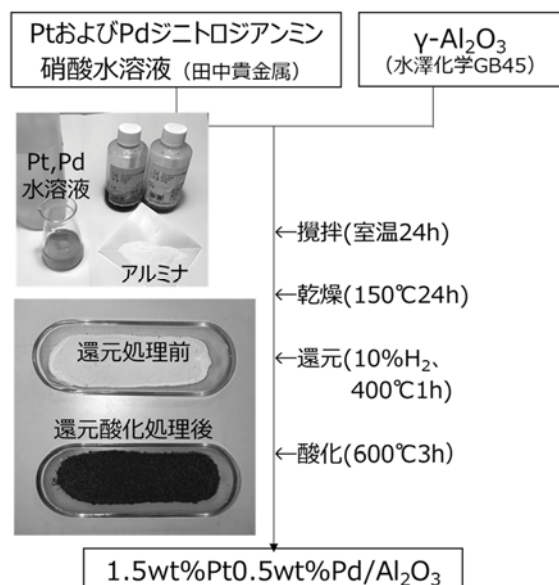 PtおよびPdジニトロジアンミン
硝酸水溶液（田中貴金属）
γ-Al₂O₃
（水澤化学GB45）
Pt,Pd
水溶液
アルミナ
←攪拌(室温24h)
←乾燥(150℃24h)
←還元(10%H₂、
400℃1h)
←酸化(600℃3h）
還元処理前
還元酸化処理後
1.5wt%Pt0.5wt%Pd/Al₂O₃